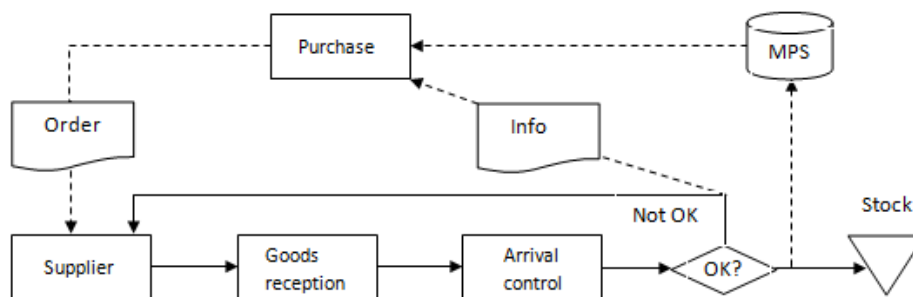 Purchase
MPS
Order
Info
Not OK
Stock
Supplier
Goods
reception
Arrival
control
OK?